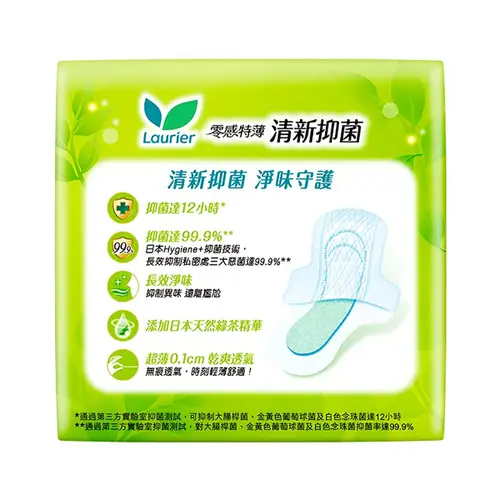 Laurier 零感特薄 清新抑菌
清新抑菌 淨味守護
抑菌達12小時*
99.9%
抑菌達99.9%**
日本Hygiene+抑菌技術，
長效抑制私密處三大惡菌達99.9%**
長效淨味
抑制異味 遠離尷尬
添加日本天然綠茶精華
超薄0.1cm 乾爽透氣
無痕透氣，時刻輕薄舒適！
*通過第三方實驗室抑菌測試，可抑制大腸桿菌、金黃色葡萄球菌及白色念珠菌達12小時
**通過第三方實驗室抑菌測試，對大腸桿菌、金黃色葡萄球菌及白色念珠菌抑菌率達99.9%